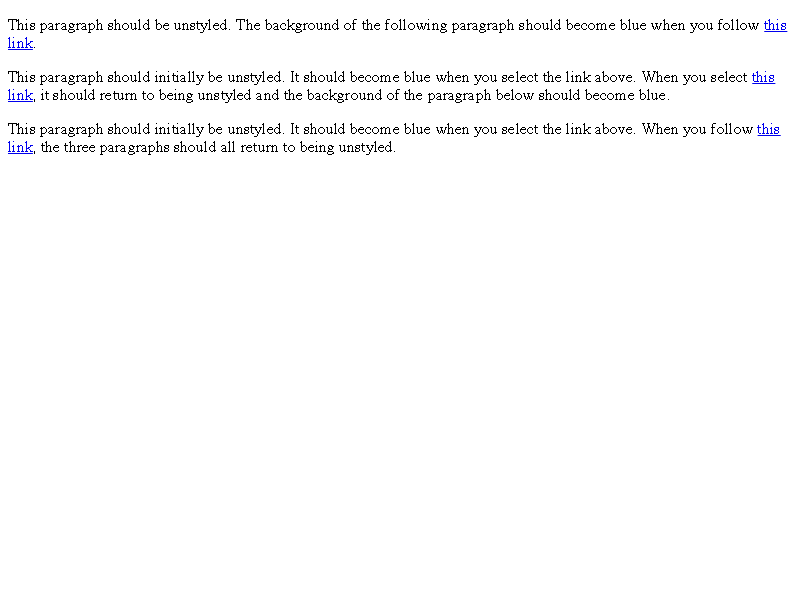 This paragraph should be unstyled. The background of the following paragraph should become blue when you follow this
link.
This paragraph should initially be unstyled. It should become blue when you select the link above. When you select this
link, it should return to being unstyled and the background of the paragraph below should become blue.
This paragraph should initially be unstyled. It should become blue when you select the link above. When you follow this
link, the three paragraphs should all return to being unstyled.